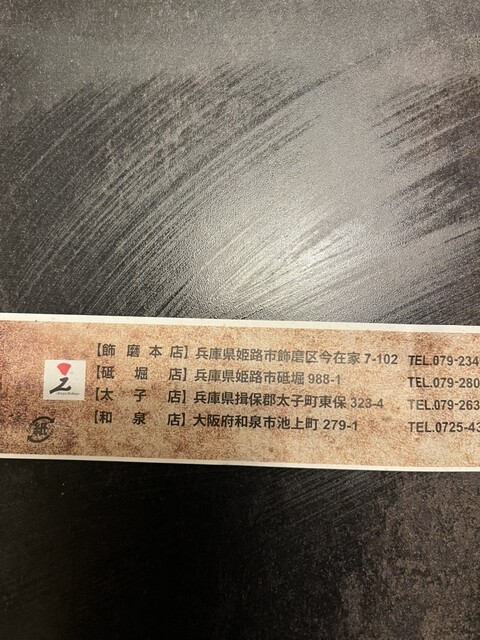 【飾磨本店】兵庫県姫路市飾磨区今在家 7-102 TEL.079-234
【砥堀店】兵庫県姫路市砥堀 988-1 TEL.079-280
【太子店】兵庫県揖保郡太子町東保 323-4 TEL.079-263
【和泉店】大阪府和泉市池上町 279-1 TEL.0725-43
紙